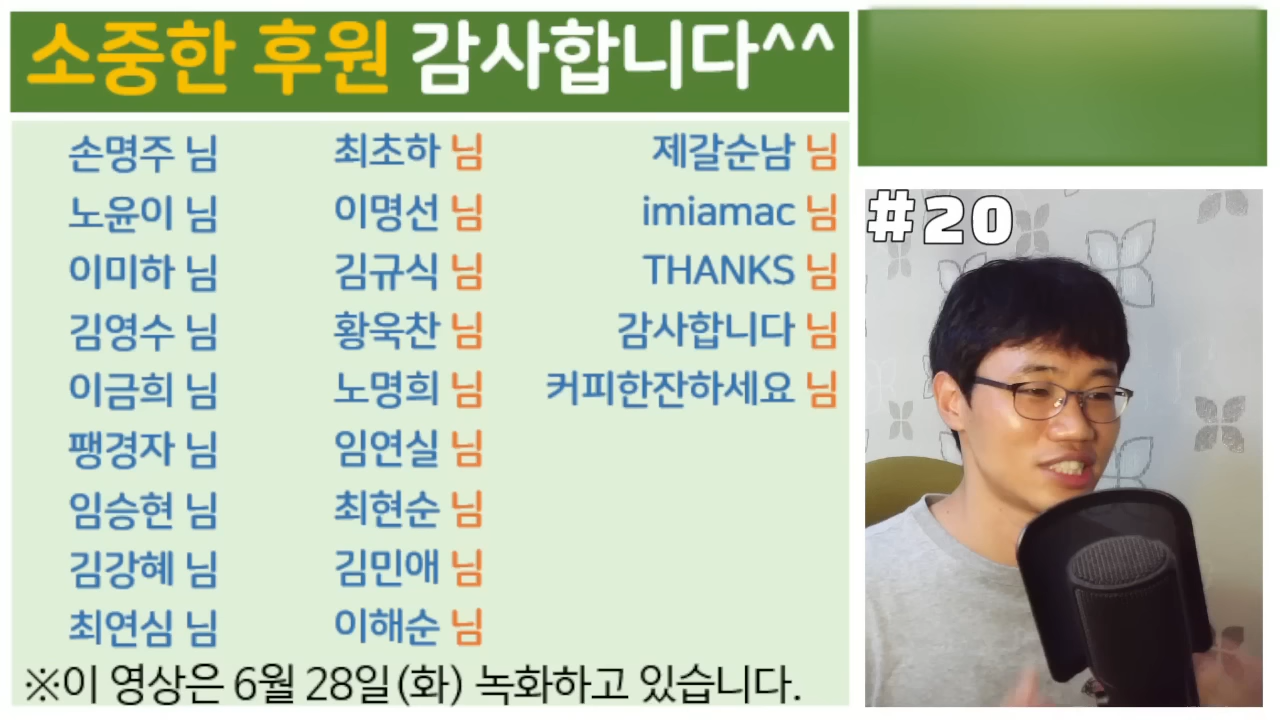 소중한 후원 감사합니다^^
손명주 님 최초하 님 제갈순남 님
노윤이 님 이명선 님 imiamac 님
이미하 님 김규식 님 THANKS 님
김영수 님 황욱찬 님 감사합니다 님
이금희 님 노명희 님 커피한잔하세요 님
팽경자 님 임연실 님
임승현 님 최현순 님
김강혜 님 김민애 님
최연심 님 이해순 님
※이 영상은 6월 28일(화) 녹화하고 있습니다.
#20